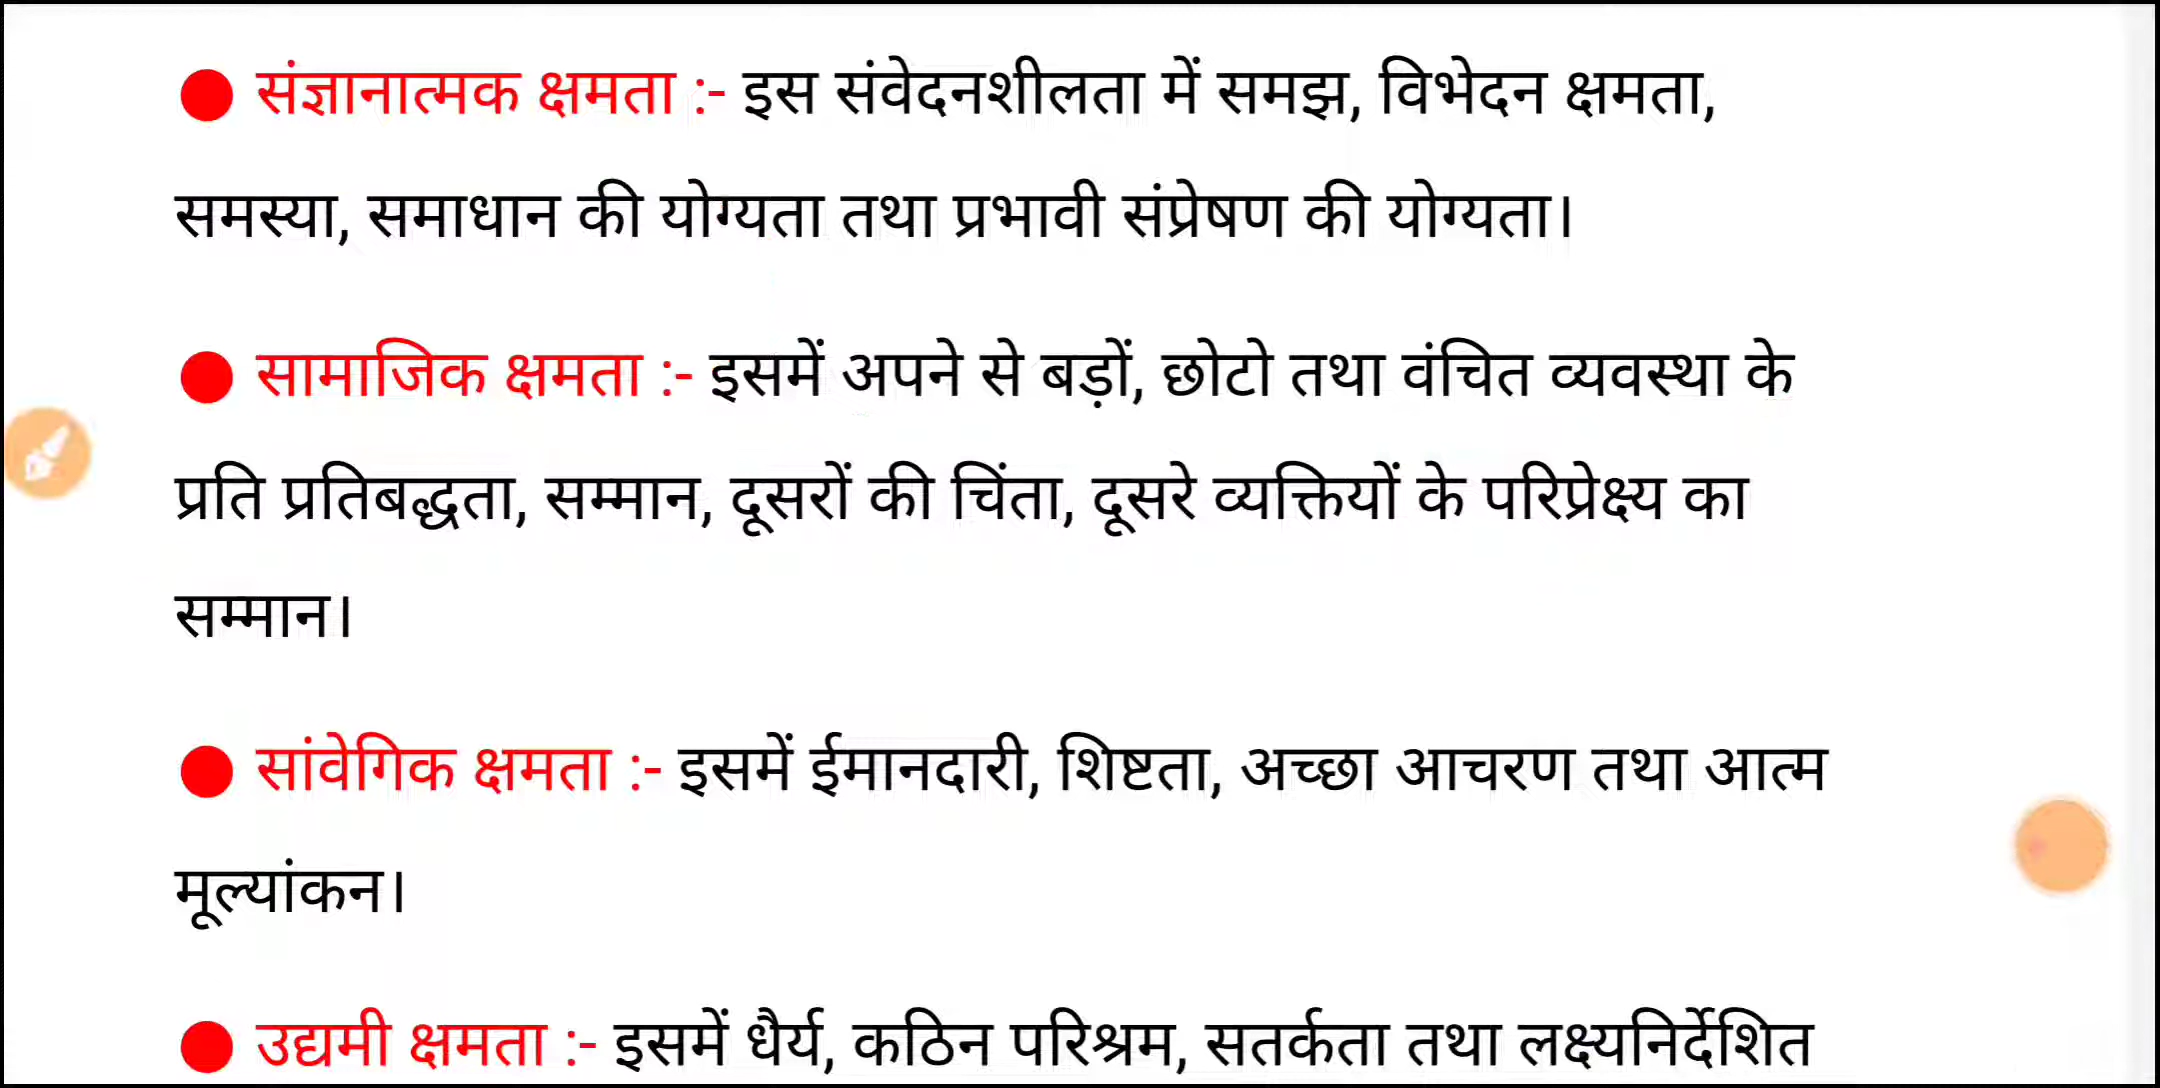 ● संज्ञानात्मक क्षमता :- इस संवेदनशीलता में समझ, विभेदन क्षमता,
समस्या, समाधान की योग्यता तथा प्रभावी संप्रेषण की योग्यता।
● सामाजिक क्षमता :- इसमें अपने से बड़ों, छोटो तथा वंचित व्यवस्था के
प्रति प्रतिबद्धता, सम्मान, दूसरों की चिंता, दूसरे व्यक्तियों के परिप्रेक्ष्य का
सम्मान।
● सांवेगिक क्षमता :- इसमें ईमानदारी, शिष्टता, अच्छा आचरण तथा आत्म
मूल्यांकन।
● उद्यमी क्षमता :- इसमें धैर्य, कठिन परिश्रम, सतर्कता तथा लक्ष्यनिर्देशित